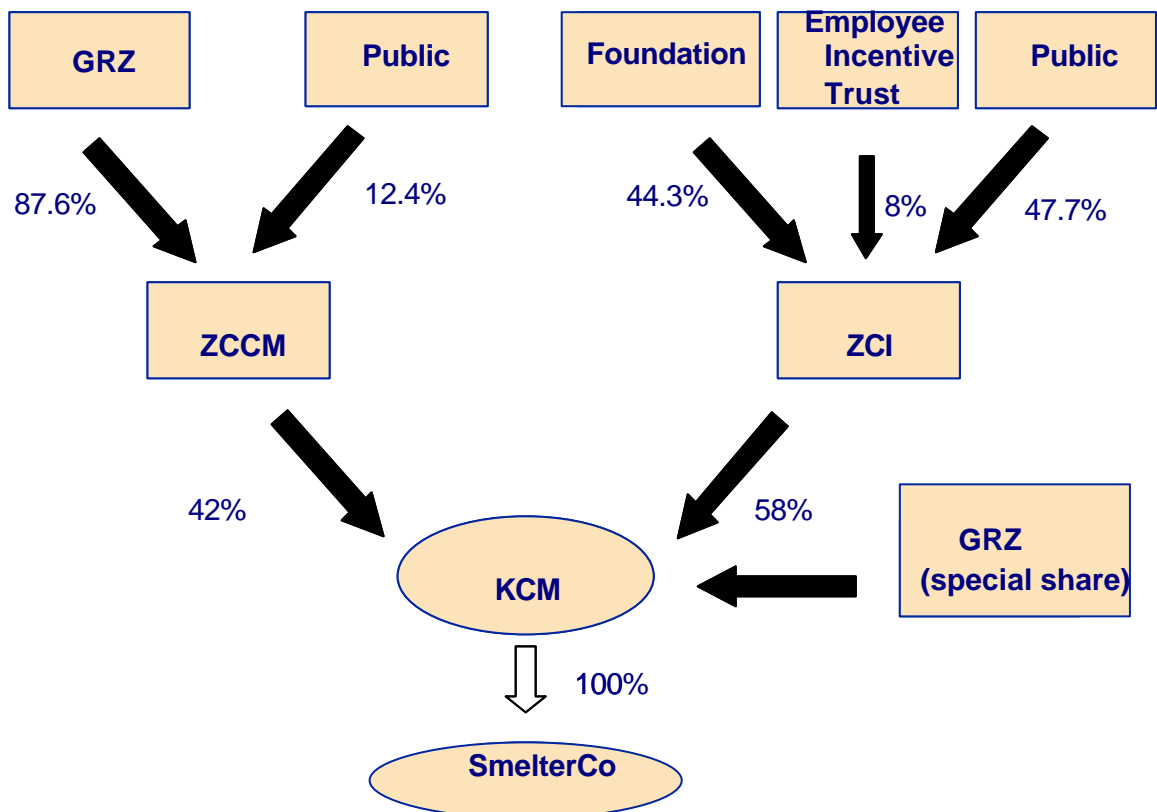 GRZ
Public
Foundation
Employee
Incentive
Trust
Public
87.6%
12.4%
44.3%
8%
47.7%
ZCCM
ZCI
42%
58%
GRZ
(special share)
KCM
100%
SmelterCo